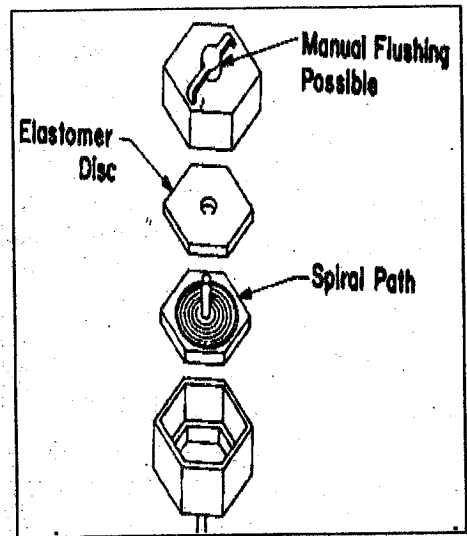 Manual Flushing
Possible
Elastomer
Disc
Spiral Path